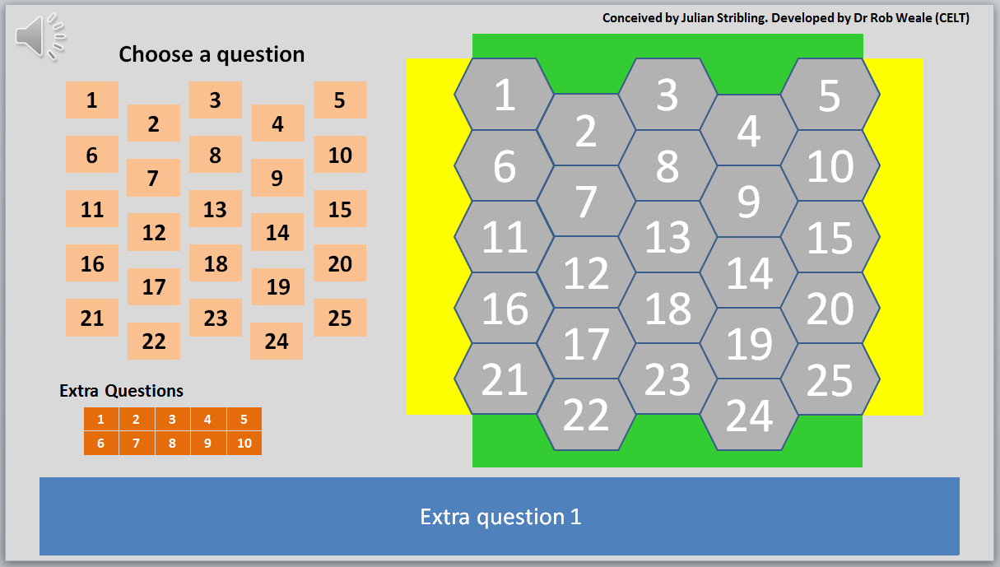 Conceived by Julian Stribling. Developed by Dr Rob Weale (CELT)
Choose a question
1 3 5
2 4
6 8 10
7 9
11 13 15
12 14
16 18 20
17 19
21 23 25
22 24
Extra Questions
1 2 3 4 5
6 7 8 9 10
1 3 5
2 4
6 8 10
7 9
11 13 15
12 14
16 18 20
17 19
21 23 25
22 24
Extra question 1